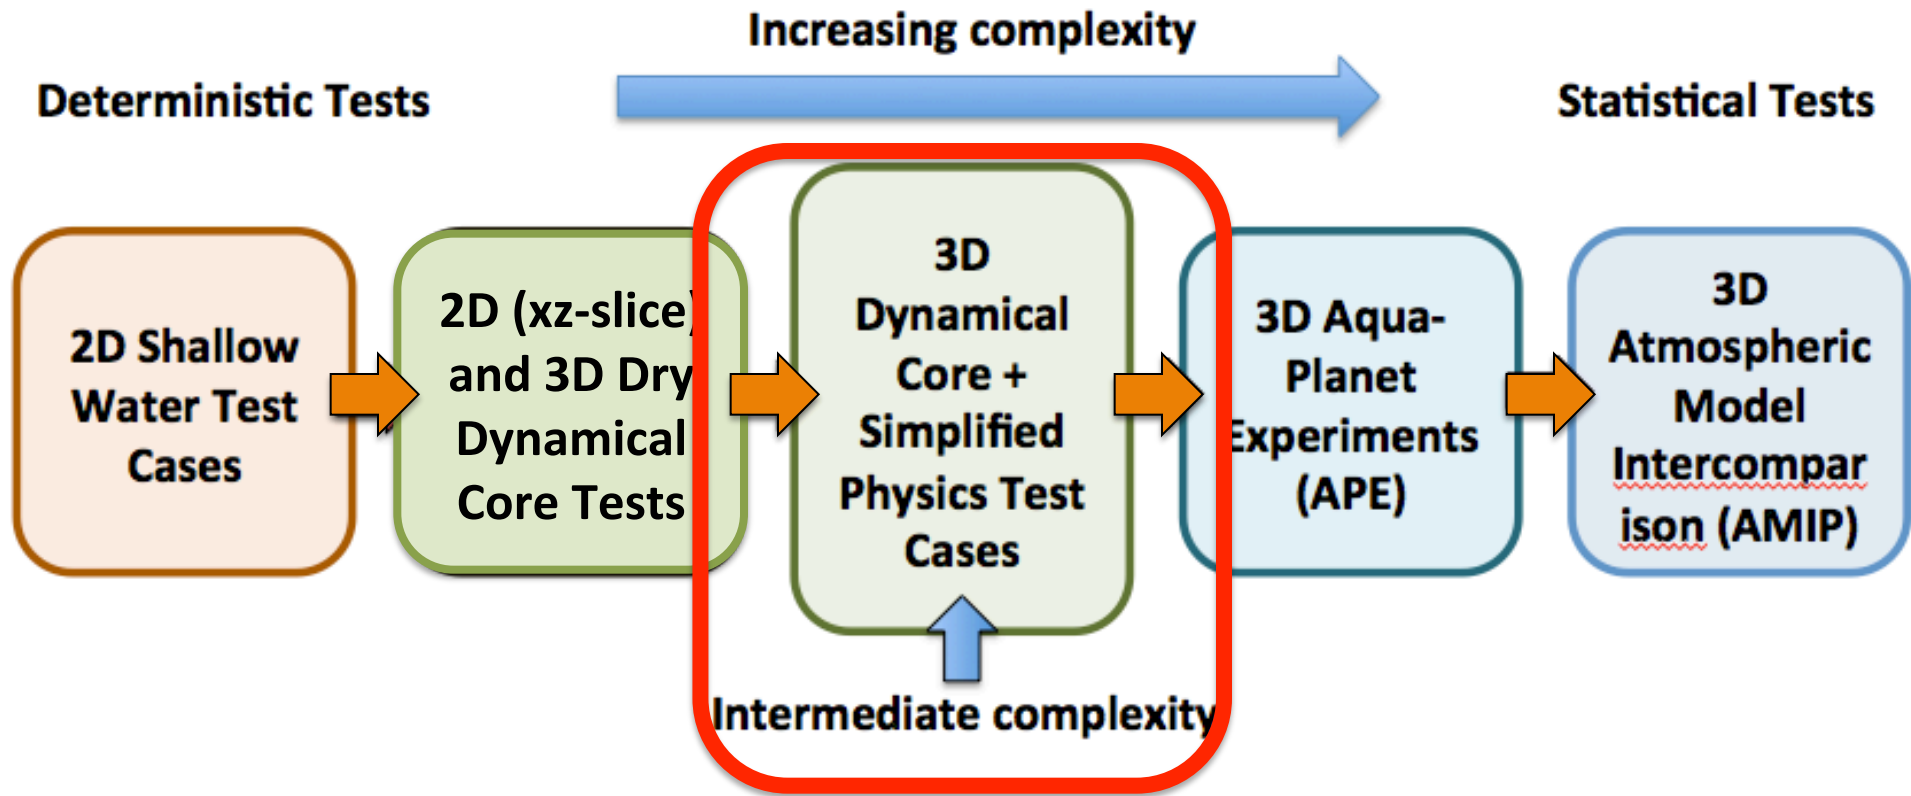 Increasing complexity
Deterministic Tests
Statistical Tests
2D Shallow
Water Test
Cases
2D (xz-slice)
and 3D Dry
Dynamical
Core Tests
3D
Dynamical
Core +
Simplified
Physics Test
Cases
3D Aqua-
Planet
Experiments
(APE)
3D
Atmospheric
Model
Intercompar
ison (AMIP)
Intermediate complexity